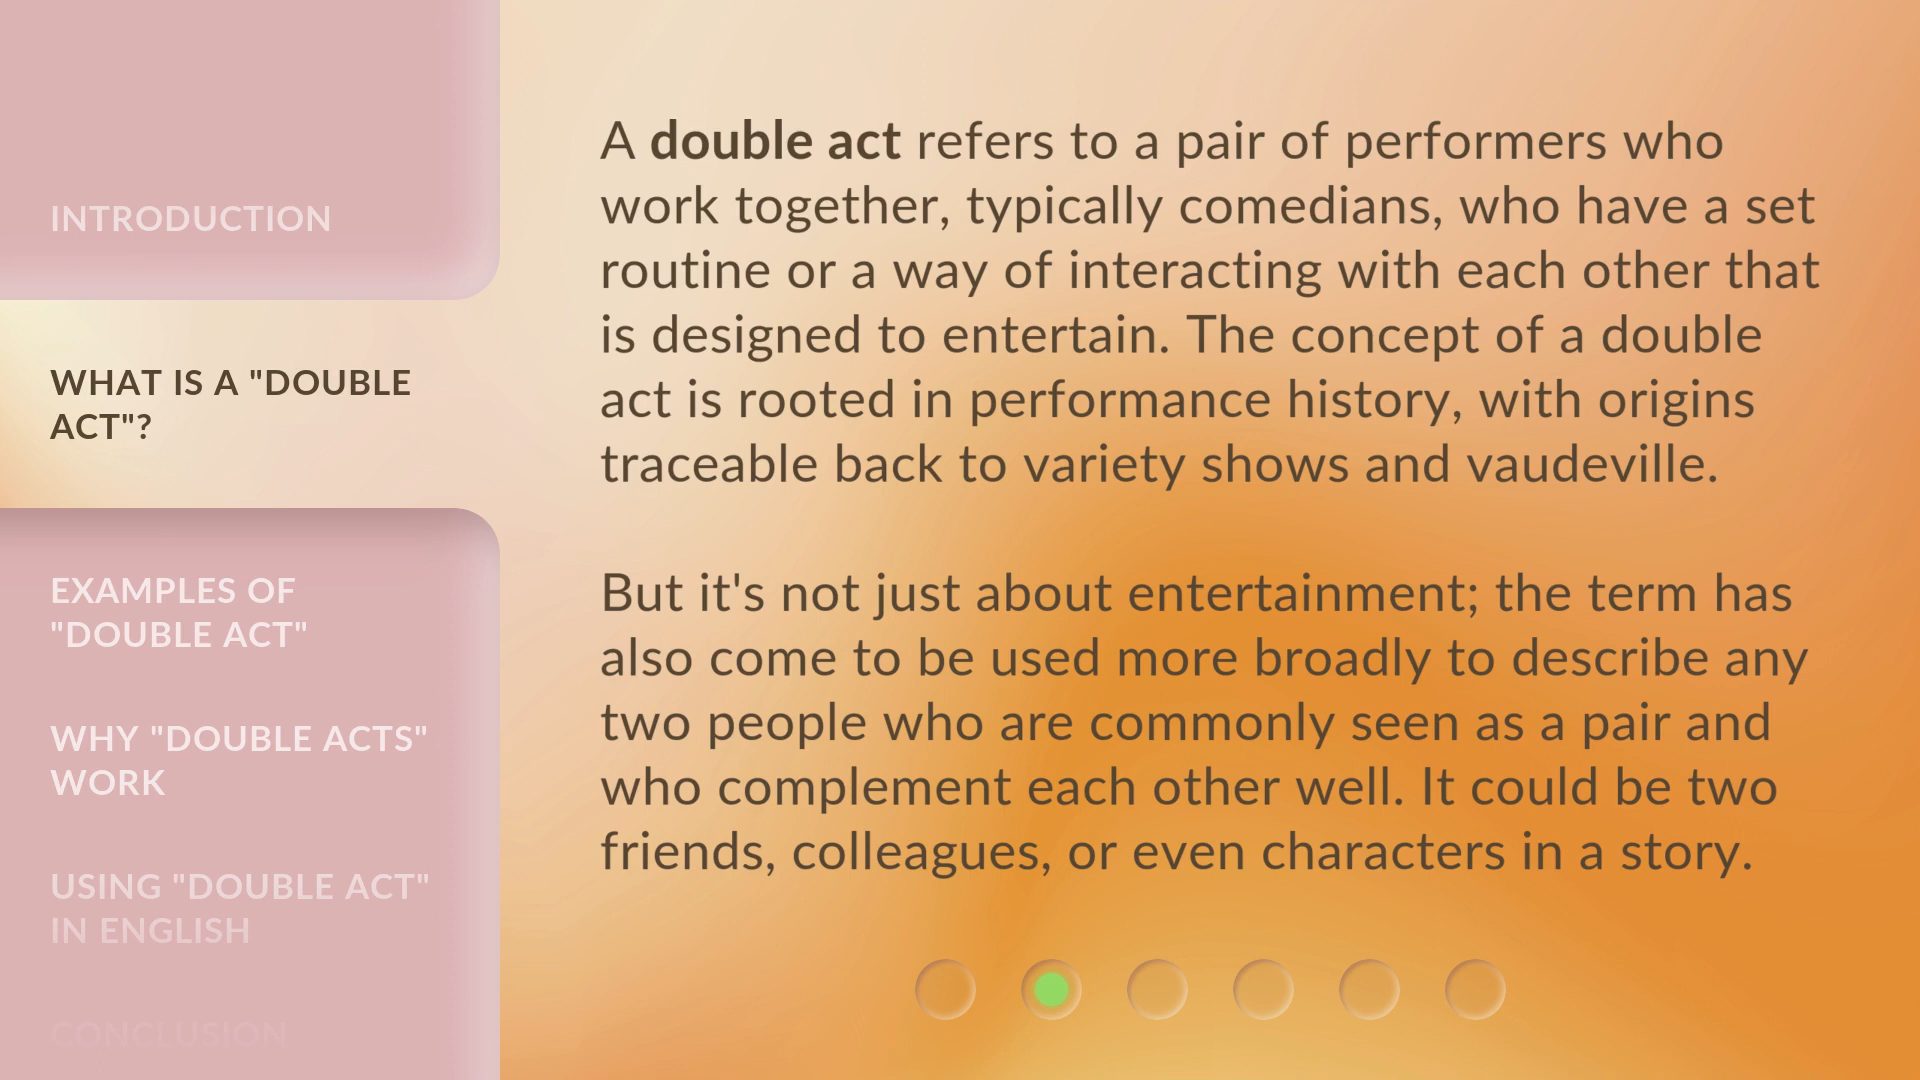 INTRODUCTION
WHAT IS A "DOUBLE
ACT"?
EXAMPLES OF
"DOUBLE ACT"
WHY "DOUBLE ACTS"
WORK
USING "DOUBLE ACT"
IN ENGLISH
CONCLUSION
A double act refers to a pair of performers who
work together, typically comedians, who have a set
routine or a way of interacting with each other that
is designed to entertain. The concept of a double
act is rooted in performance history, with origins
traceable back to variety shows and vaudeville.
But it's not just about entertainment; the term has
also come to be used more broadly to describe any
two people who are commonly seen as a pair and
who complement each other well. It could be two
friends, colleagues, or even characters in a story.